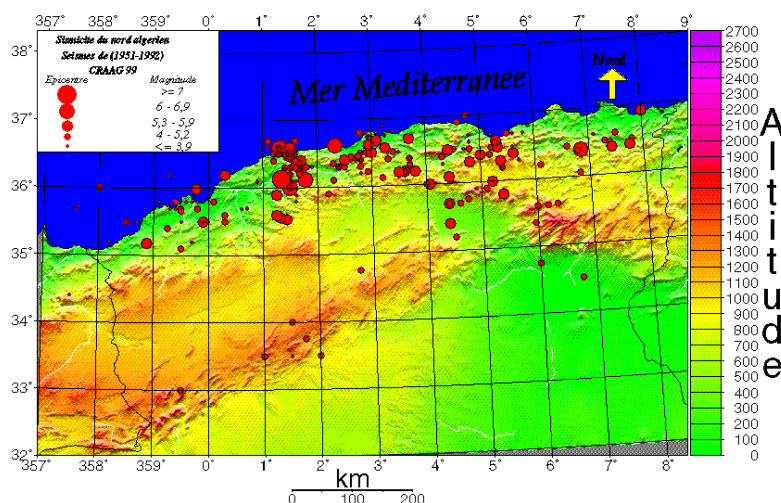 357° 358° 359° 0° 1° 2° 3° 4° 5° 6° 7° 8° 9°
Sismicite du nord algerien
Seismes de (1951-1992)
CRAAG 99
Epicentre Magnitude
>= 7
6 - 6,9
5,3 - 5,9
4 - 5,2
<= 3,9
Mer Mediterranee
Nord
38°
37°
36°
35°
34°
33°
32°
357° 358° 359° 0° 1° 2° 3° 4° 5° 6° 7° 8°
km
0 100 200
2700
2600
2500
2400
2300
2200
2100
2000
1900
1800
1700
1600
1500
1400
1300
1200
1100
1000
900
800
700
600
500
400
300
200
100
0
Altitude